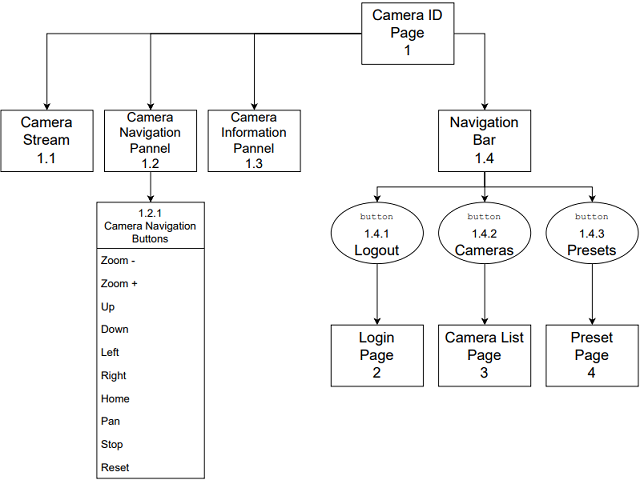 Camera ID
Page
1
Camera
Stream
1.1
Camera
Navigation
Pannel
1.2
Camera
Information
Pannel
1.3
Navigation
Bar
1.4
1.2.1
Camera Navigation
Buttons
Zoom -
Zoom +
Up
Down
Left
Right
Home
Pan
Stop
Reset
button
1.4.1
Logout
button
1.4.2
Cameras
button
1.4.3
Presets
Login
Page
2
Camera List
Page
3
Preset
Page
4